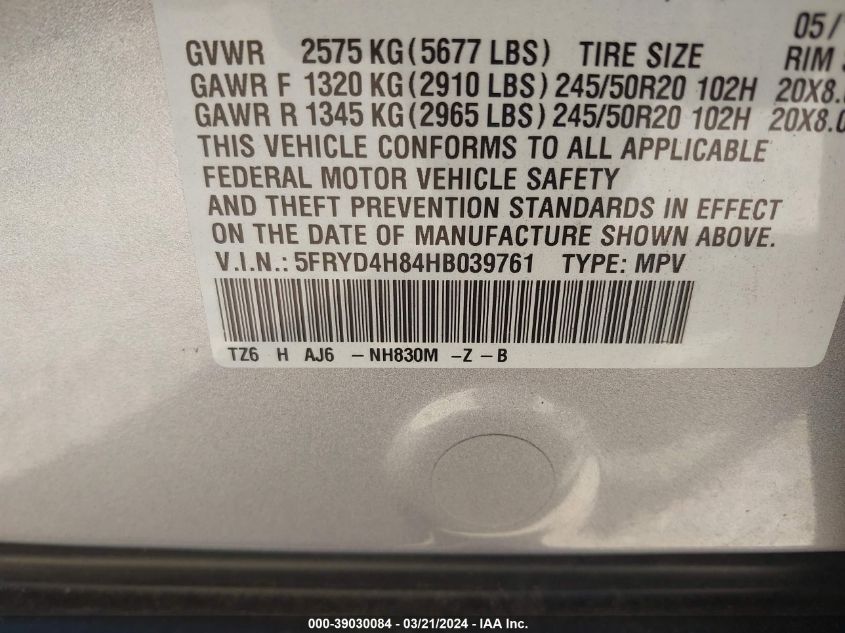 05/
GVWR 2575 KG (5677 LBS) TIRE SIZE RIM
GAWR F 1320 KG (2910 LBS) 245/50R20 102H 20X8.
GAWR R 1345 KG (2965 LBS) 245/50R20 102H 20X8.0
THIS VEHICLE CONFORMS TO ALL APPLICABLE
FEDERAL MOTOR VEHICLE SAFETY
AND THEFT PREVENTION STANDARDS IN EFFECT
ON THE DATE OF MANUFACTURE SHOWN ABOVE.
V.I.N.: 5FRYD4H84HB039761 TYPE: MPV
TZ6 H AJ6 - NH830M - Z - B
000-39030084 - 03/21/2024 - IAA Inc.